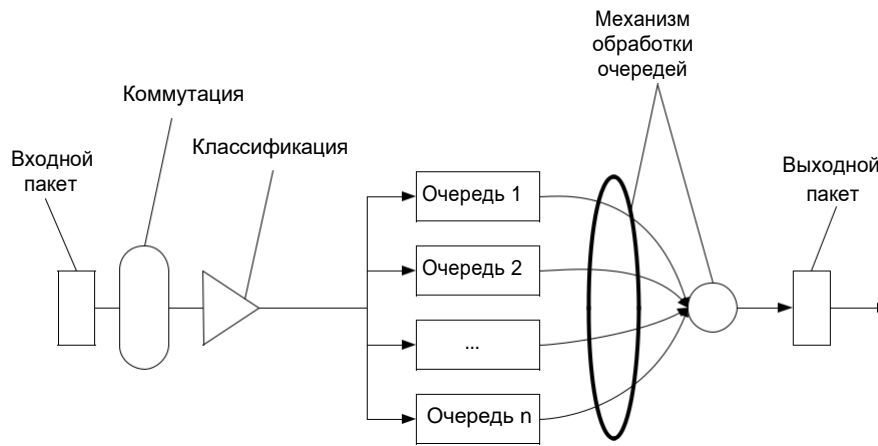 Механизм
обработки
очередей
Коммутация
Классификация
Входной
пакет
Выходной
пакет
Очередь 1
Очередь 2
...
Очередь n